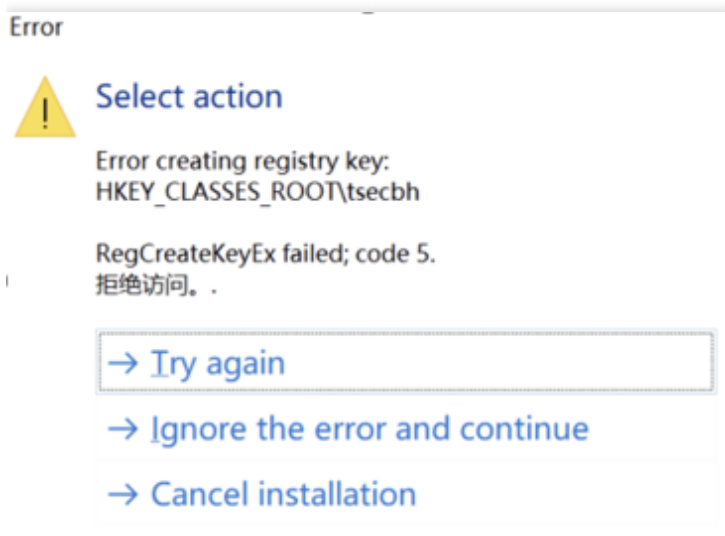 Error
Select action
Error creating registry key:
HKEY_CLASSES_ROOT\tsecbh
RegCreateKeyEx failed; code 5.
拒绝访问。.
→ Try again
→ Ignore the error and continue
→ Cancel installation